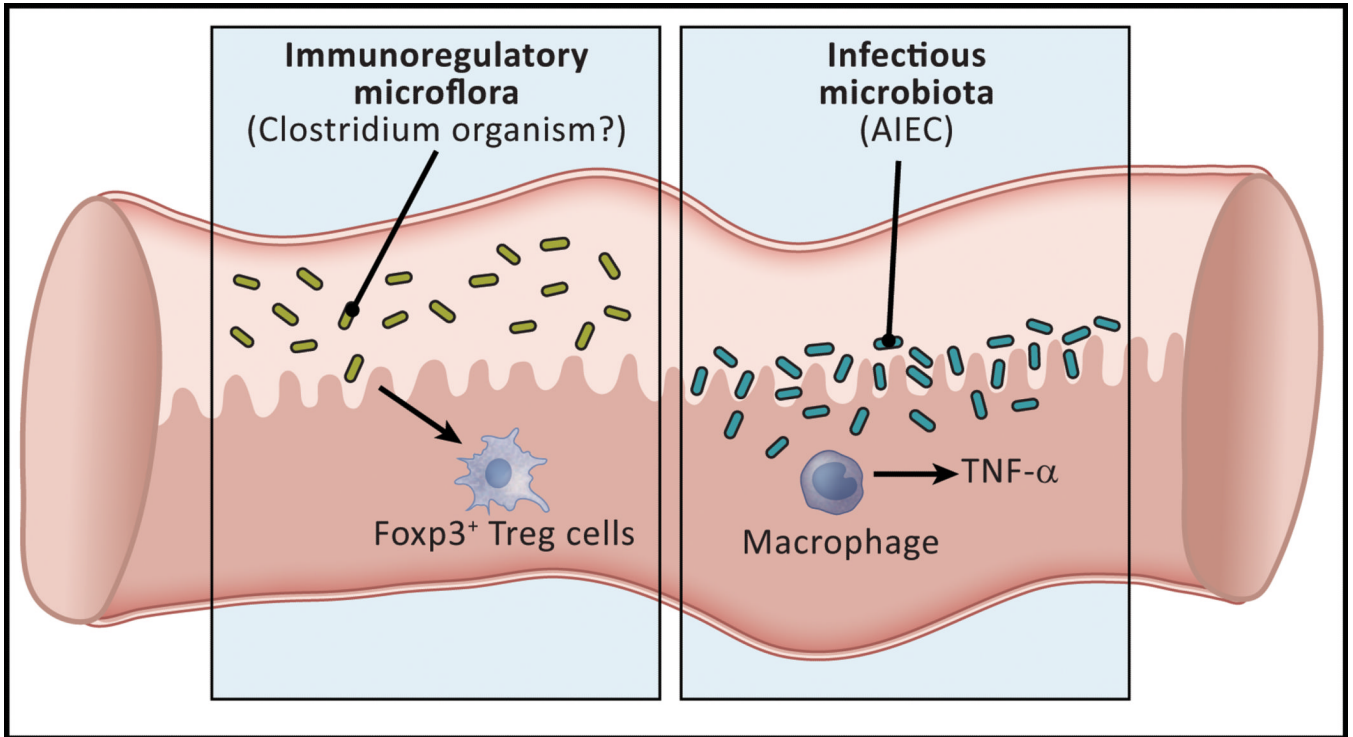 Immunoregulatory
microflora
(Clostridium organism?)
Infectious
microbiota
(AIEC)
Foxp3⁺ Treg cells
TNF-α
Macrophage